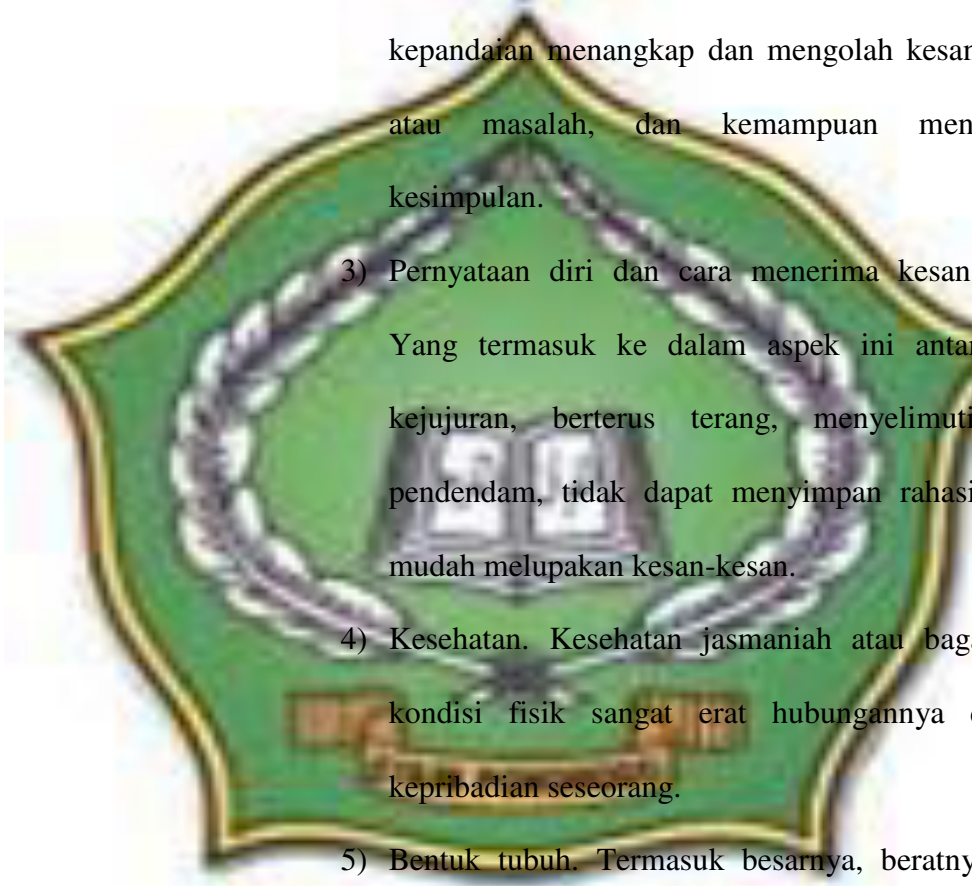 kepandaian menangkap dan mengolah kesan
atau masalah, dan kemampuan men
kesimpulan.
3) Pernyataan diri dan cara menerima kesan
Yang termasuk ke dalam aspek ini antar
kejujuran, berterus terang, menyelimuti
pendendam, tidak dapat menyimpan rahasi
mudah melupakan kesan-kesan.
4) Kesehatan. Kesehatan jasmaniah atau baga
kondisi fisik sangat erat hubungannya
kepribadian seseorang.
5) Bentuk tubuh. Termasuk besarnya, beratny